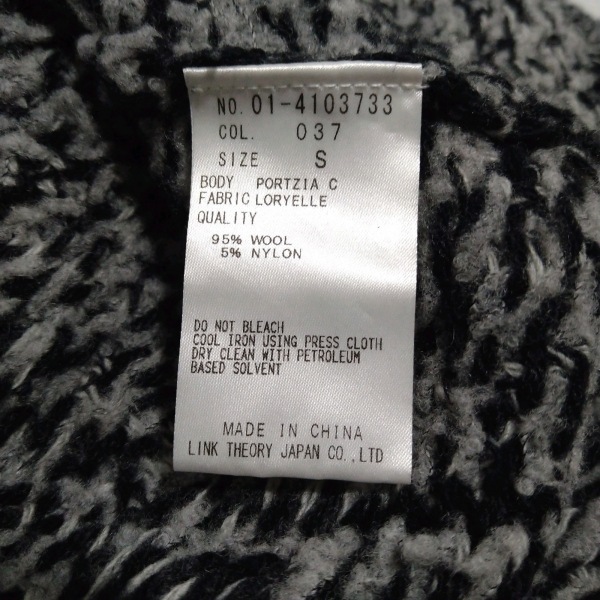 NO. 01-4103733
COL. 037
SIZE S
BODY PORTZIA C
FABRIC LORYELLE
QUALITY
95% WOOL
5% NYLON
DO NOT BLEACH
COOL IRON USING PRESS CLOTH
DRY CLEAN WITH PETROLEUM
BASED SOLVENT
MADE IN CHINA
LINK THEORY JAPAN CO.,LTD